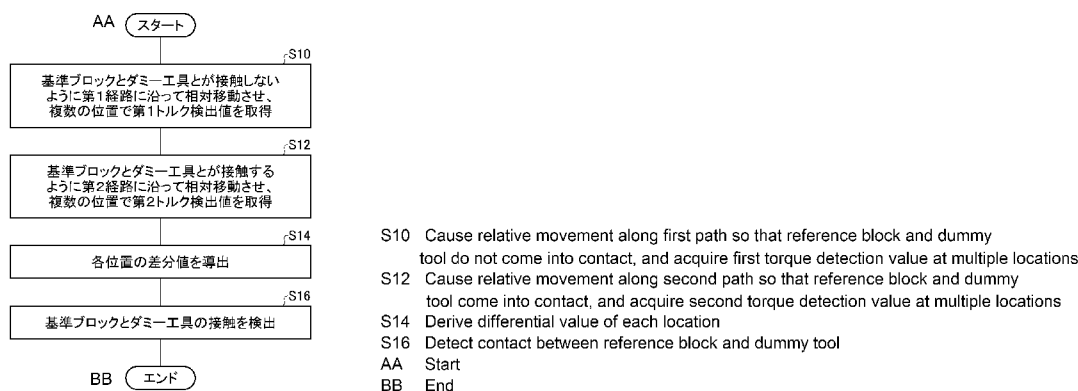 AA スタート
S10
基準ブロックとダミー工具とが接触しない
ように第1経路に沿って相対移動させ、
複数の位置で第1トルク検出値を取得
S12
基準ブロックとダミー工具とが接触する
ように第2経路に沿って相対移動させ、
複数の位置で第2トルク検出値を取得
S14
各位置の差分値を導出
S16
基準ブロックとダミー工具の接触を検出
BB エンド
S10 Cause relative movement along first path so that reference block and dummy
tool do not come into contact, and acquire first torque detection value at multiple locations
S12 Cause relative movement along second path so that reference block and dummy
tool come into contact, and acquire second torque detection value at multiple locations
S14 Derive differential value of each location
S16 Detect contact between reference block and dummy tool
AA Start
BB End